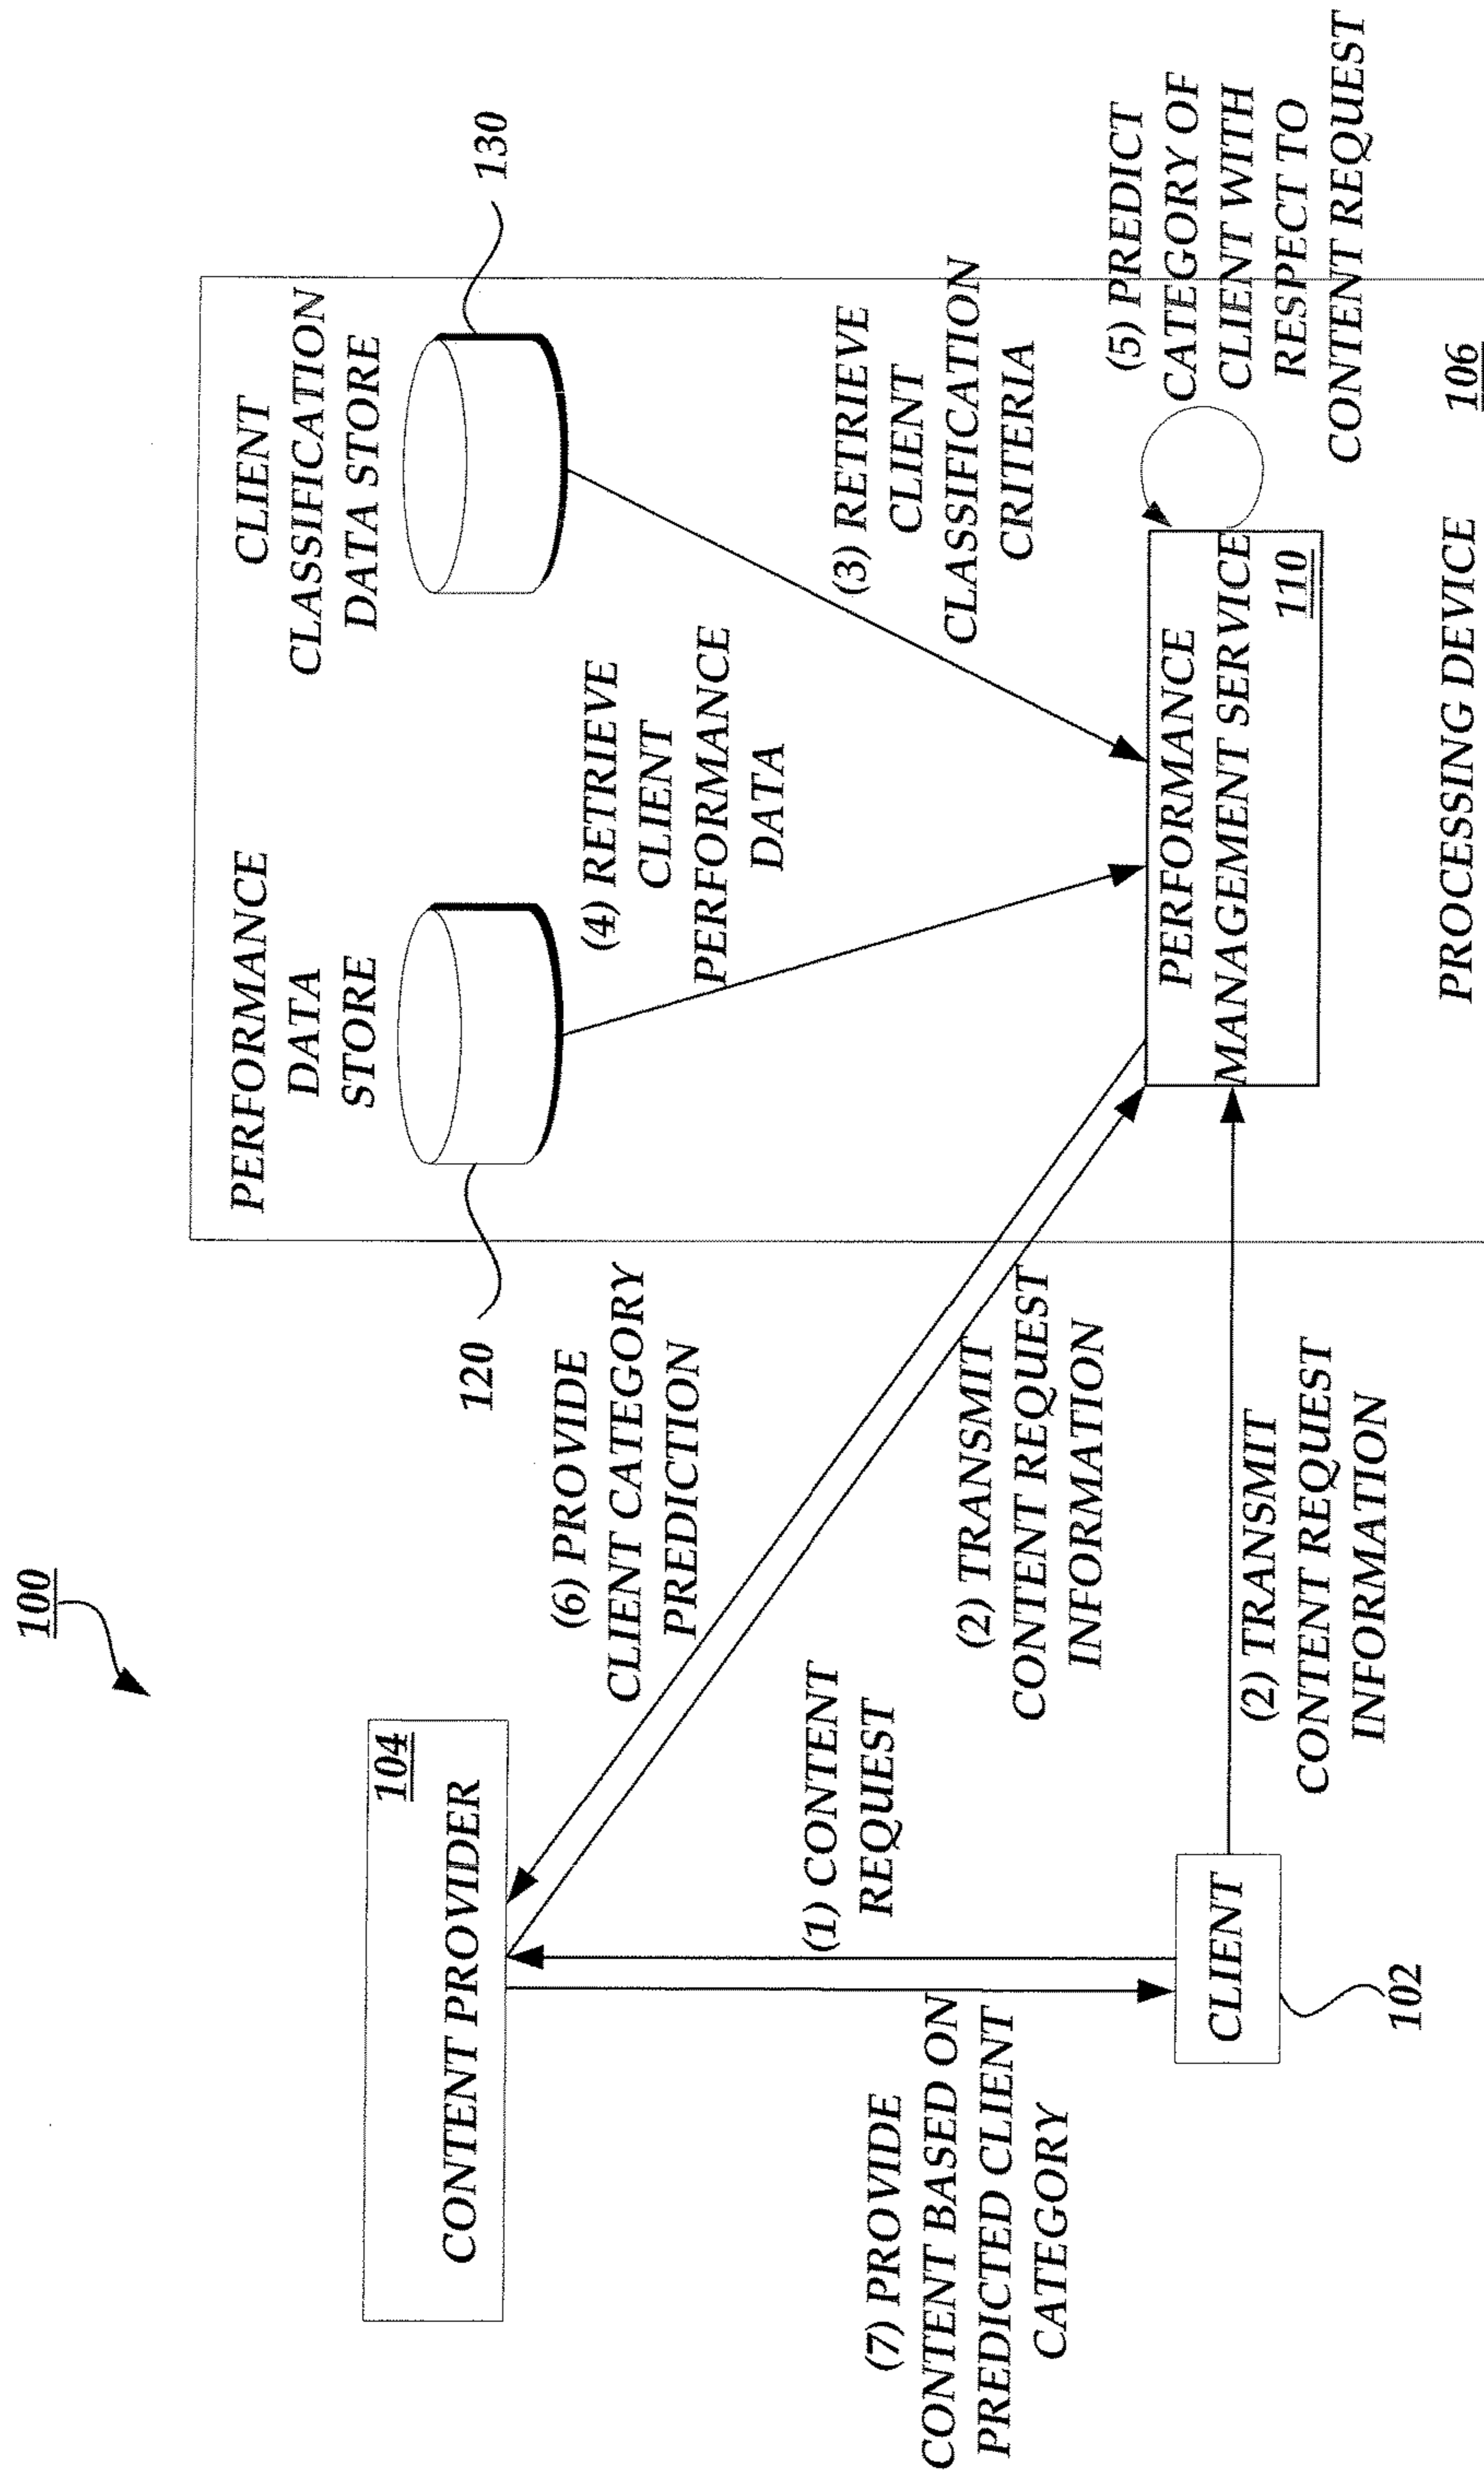 100
104
CONTENT PROVIDER
(7) PROVIDE
CONTENT BASED ON
PREDICTED CLIENT
CATEGORY
(1) CONTENT
REQUEST
CLIENT
102
(6) PROVIDE
CLIENT CATEGORY
PREDICTION
(2) TRANSMIT
CONTENT REQUEST
INFORMATION
(2) TRANSMIT
CONTENT REQUEST
INFORMATION
PERFORMANCE
DATA
STORE
120
CLIENT
CLASSIFICATION
DATA STORE
130
(4) RETRIEVE
CLIENT
PERFORMANCE
DATA
(3) RETRIEVE
CLIENT
CLASSIFICATION
CRITERIA
PERFORMANCE
MANAGEMENT SERVICE
110
(5) PREDICT
CATEGORY OF
CLIENT WITH
RESPECT TO
CONTENT REQUEST
PROCESSING DEVICE
106